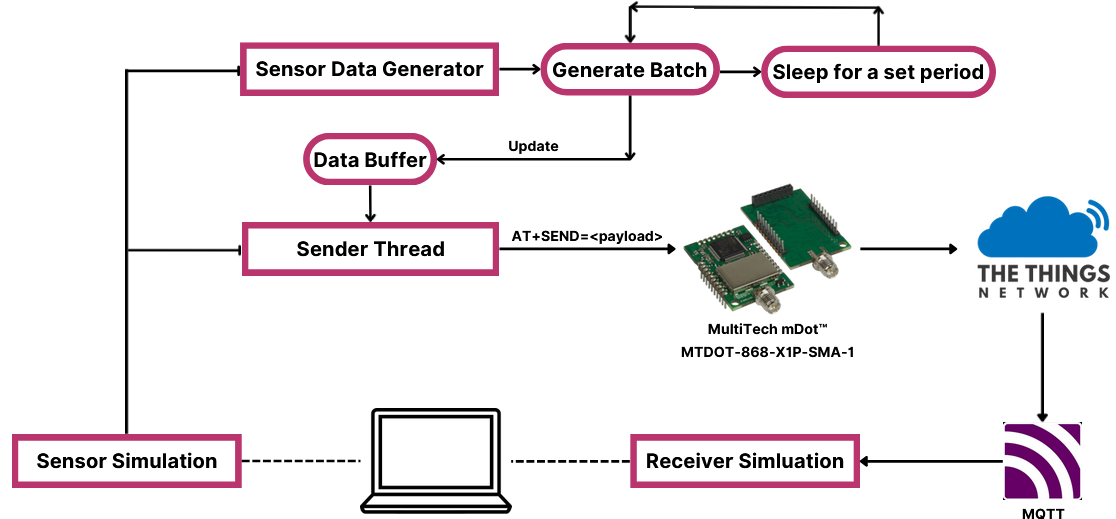 Sensor Data Generator
Generate Batch
Sleep for a set period
Update
Data Buffer
Sender Thread
AT+SEND=<payload>
THE THINGS
NETWORK
MultiTech mDot™
MTDOT-868-X1P-SMA-1
Sensor Simulation
Receiver Simluation
MQTT